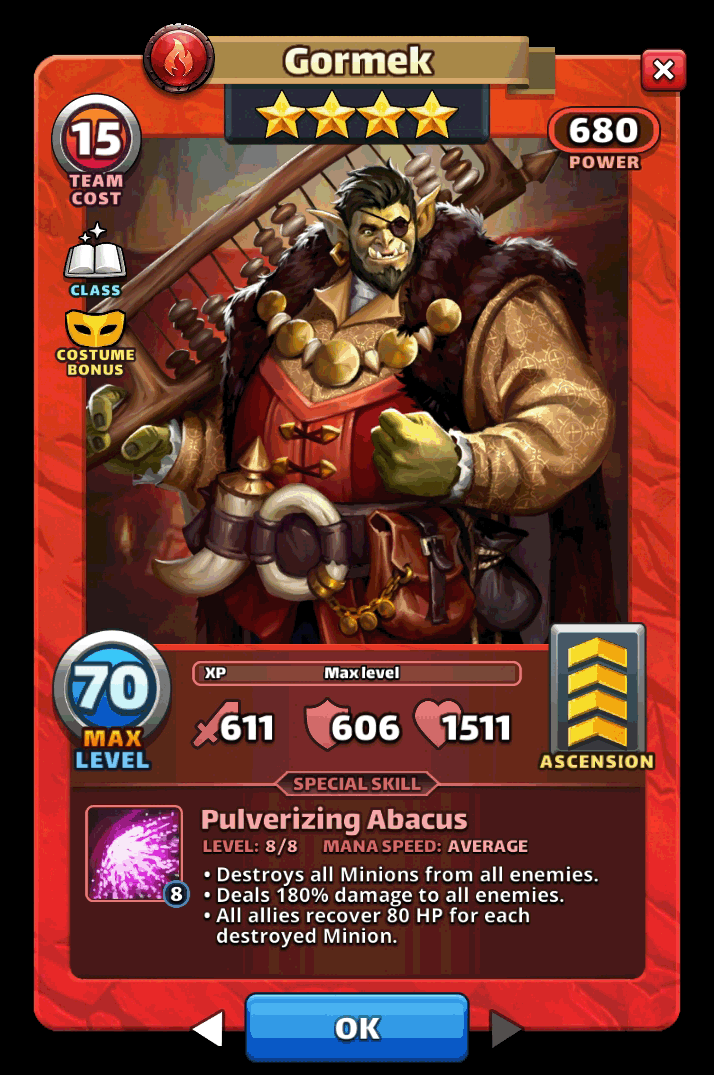 Gormek
15
TEAM
COST
680
POWER
CLASS
COSTUME
BONUS
70
MAX
LEVEL
XP Max level
611 606 1511
ASCENSION
SPECIAL SKILL
Pulverizing Abacus
LEVEL: 8/8 MANA SPEED: AVERAGE
8
• Destroys all Minions from all enemies.
• Deals 180% damage to all enemies.
• All allies recover 80 HP for each
destroyed Minion.
OK